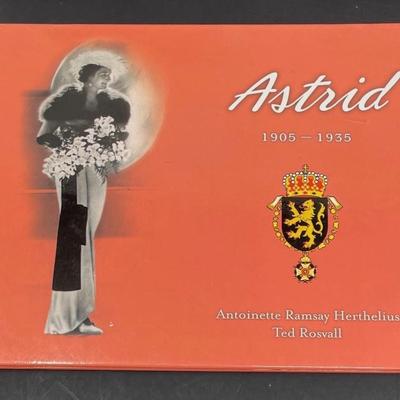 Astrid
1905 – 1935
Antoinette Ramsay Herthelius
Ted Rosvall